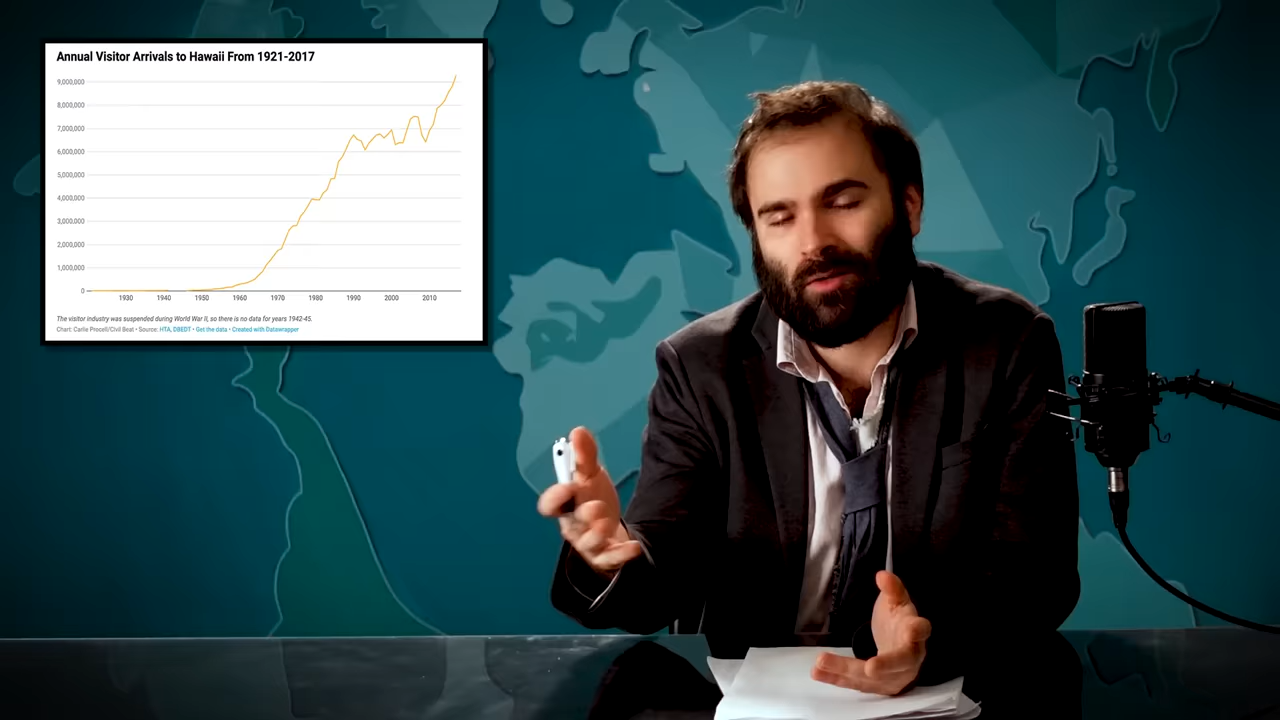 Annual Visitor Arrivals to Hawaii From 1921-2017
9,000,000
8,000,000
7,000,000
6,000,000
5,000,000
4,000,000
3,000,000
2,000,000
1,000,000
0
1930 1940 1950 1960 1970 1980 1990 2000 2010
The visitor industry was suspended during World War II, so there is no data for years 1942-45.
Chart: Carlie Procell/Civil Beat • Source: HTA, DBEDT • Get the data • Created with Datawrapper